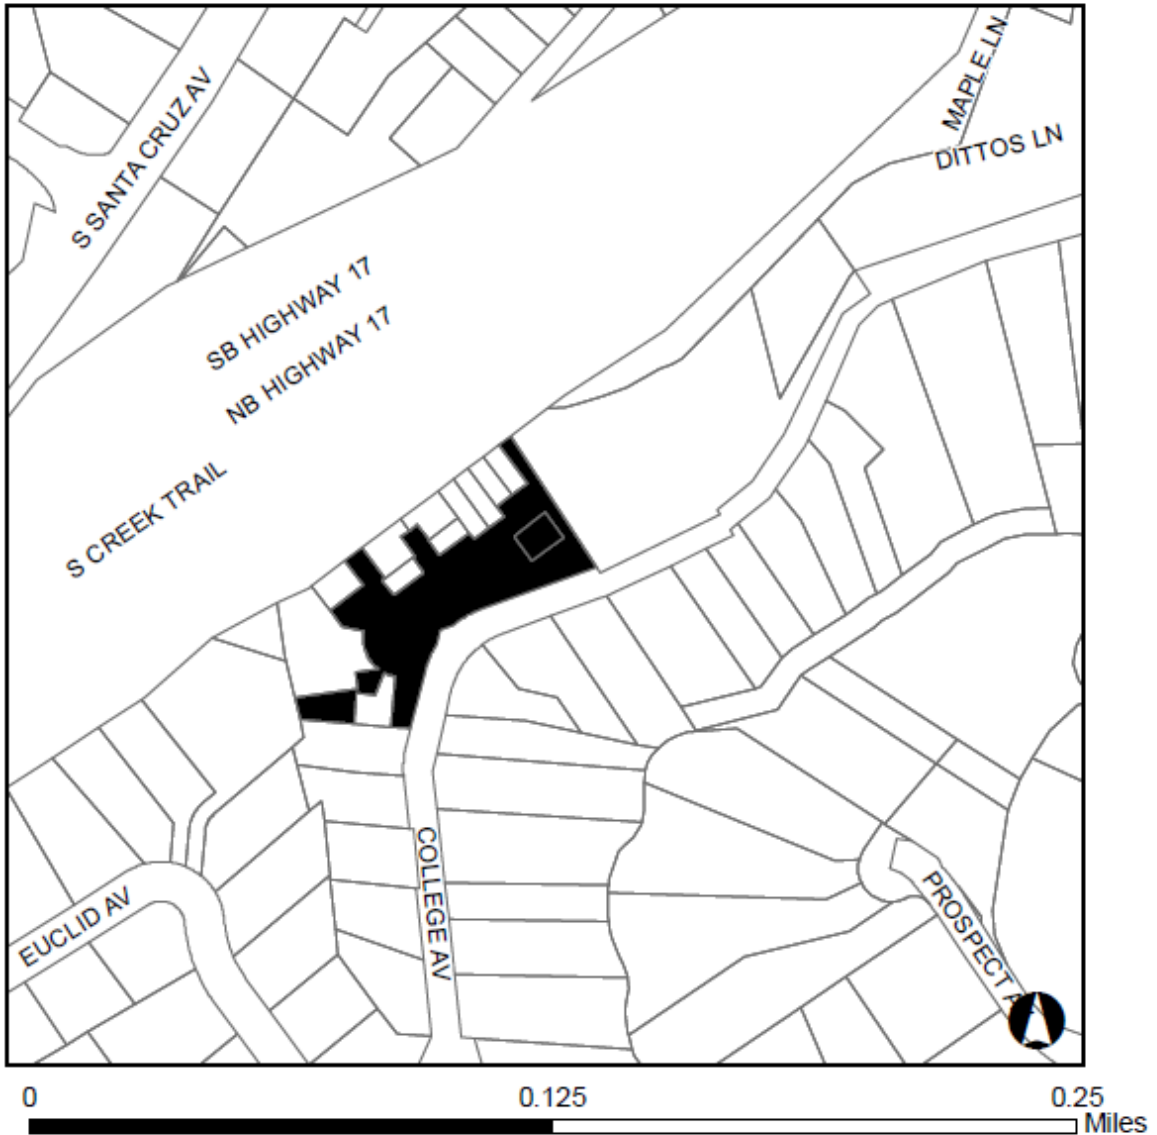 MAPLE LN
DITTOS LN
S SANTA CRUZ AV
SB HIGHWAY 17
NB HIGHWAY 17
S CREEK TRAIL
COLLEGE AV
EUCLID AV
PROSPECT A
0 0.125 0.25
Miles